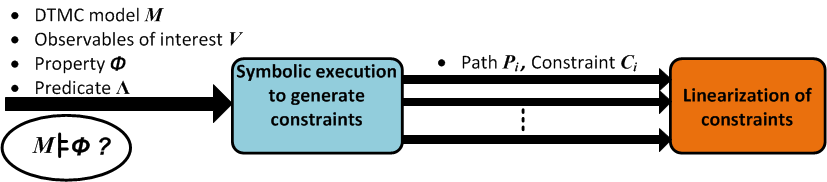 • DTMC model M
• Observables of interest V
• Property Φ
• Predicate Λ
M ⊧ Φ ?
Symbolic execution
to generate
constraints
• Path Pi, Constraint Ci
Linearization of
constraints